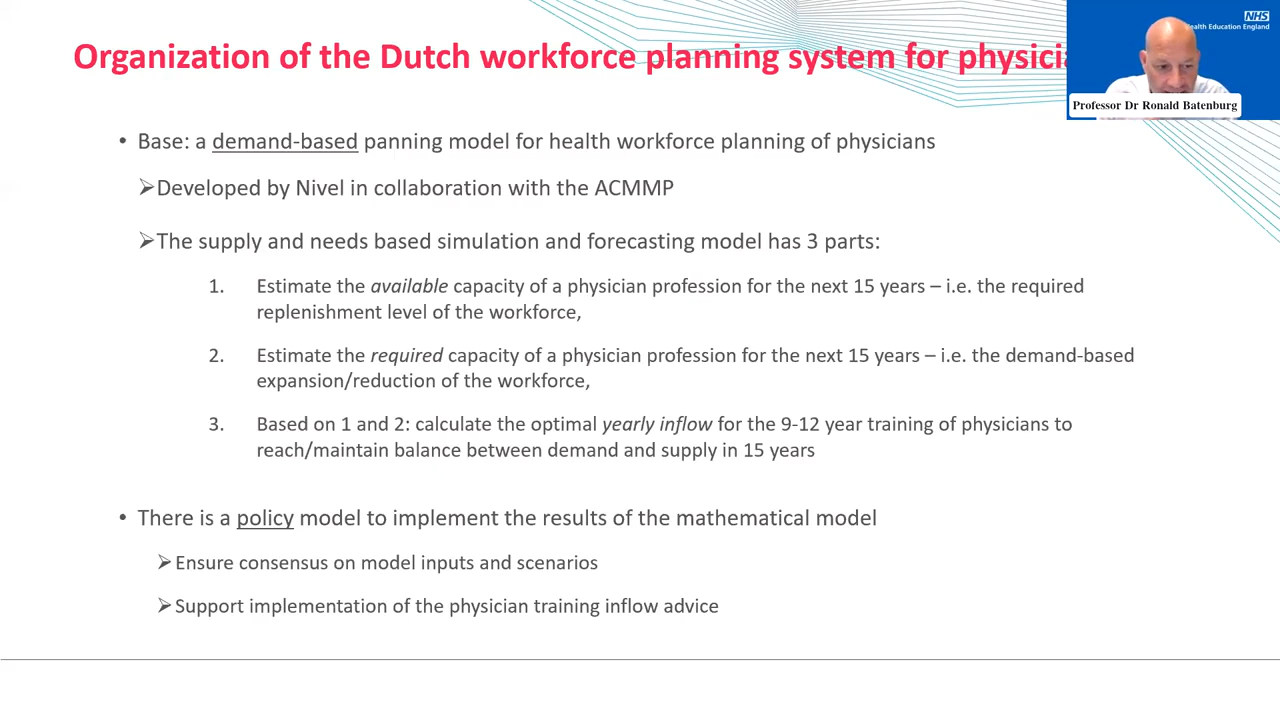 Organization of the Dutch workforce planning system for physici
NHS
Health Education England
Professor Dr Ronald Batenburg
• Base: a demand-based panning model for health workforce planning of physicians
➢Developed by Nivel in collaboration with the ACMMP
➢The supply and needs based simulation and forecasting model has 3 parts:
1. Estimate the available capacity of a physician profession for the next 15 years – i.e. the required
replenishment level of the workforce,
2. Estimate the required capacity of a physician profession for the next 15 years – i.e. the demand-based
expansion/reduction of the workforce,
3. Based on 1 and 2: calculate the optimal yearly inflow for the 9-12 year training of physicians to
reach/maintain balance between demand and supply in 15 years
• There is a policy model to implement the results of the mathematical model
➢Ensure consensus on model inputs and scenarios
➢Support implementation of the physician training inflow advice